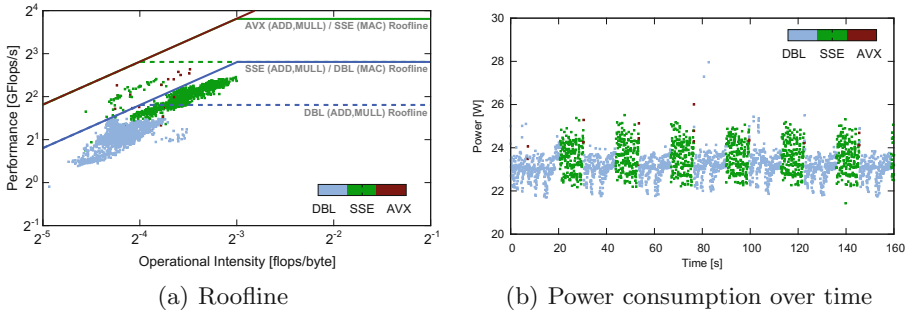 2^4
2^3
2^2
2^1
2^0
2^-1
Performance [GFlops/s]
AVX (ADD,MULL) / SSE (MAC) Roofline
SSE (ADD,MULL) / DBL (MAC) Roofline
DBL (ADD,MULL) Roofline
DBL SSE AVX
2^-5 2^-4 2^-3 2^-2 2^-1
Operational Intensity [flops/byte]
(a) Roofline
30
28
26
24
22
20
Power [W]
DBL SSE AVX
0 20 40 60 80 100 120 140 160
Time [s]
(b) Power consumption over time